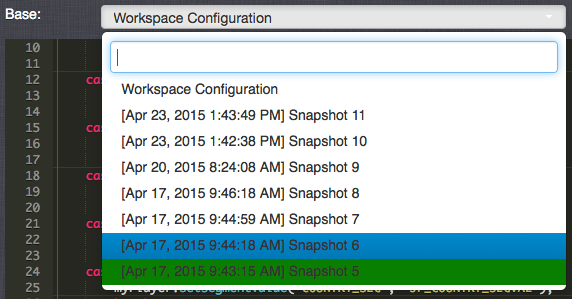 Base:
Workspace Configuration
10
11
Workspace Configuration
12 cas
[Apr 23, 2015 1:43:49 PM] Snapshot 11
13
14
[Apr 23, 2015 1:42:38 PM] Snapshot 10
15 cas
16
[Apr 20, 2015 8:24:08 AM] Snapshot 9
17
18 cas
[Apr 17, 2015 9:46:18 AM] Snapshot 8
19
20
[Apr 17, 2015 9:44:59 AM] Snapshot 7
21 cas
22
[Apr 17, 2015 9:44:18 AM] Snapshot 6
23
24 cas
[Apr 17, 2015 9:43:15 AM] Snapshot 5
25